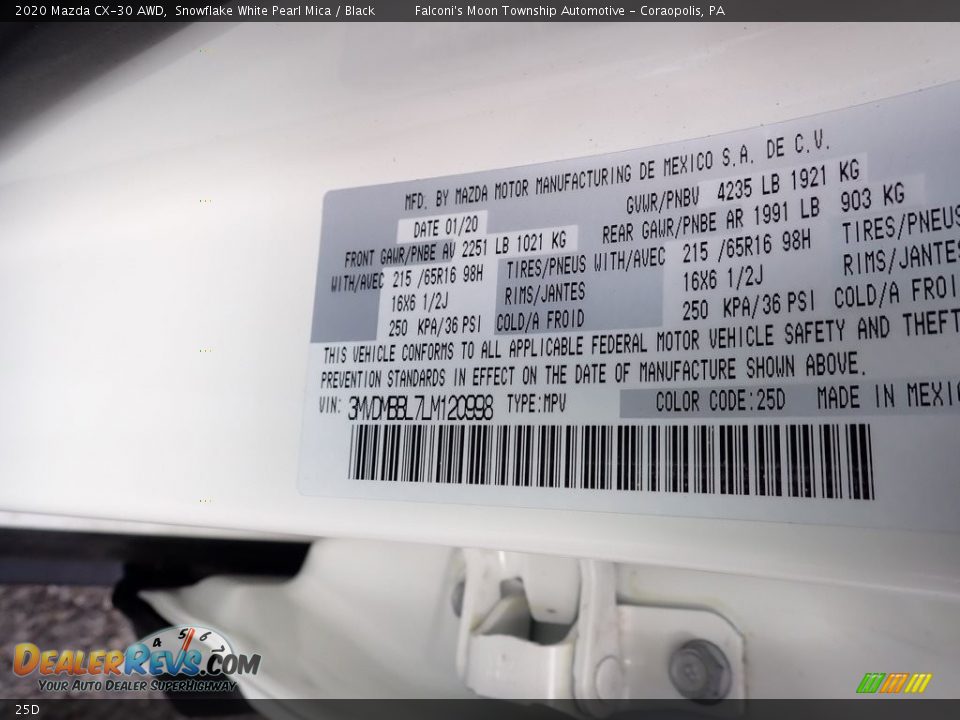 2020 Mazda CX-30 AWD, Snowflake White Pearl Mica / Black Falconi's Moon Township Automotive - Coraopolis, PA
MFD. BY MAZDA MOTOR MANUFACTURING DE MEXICO S.A. DE C.V.
DATE 01/20 GVWR/PNBV 4235 LB 1921 KG
FRONT GAWR/PNBE AV 2251 LB 1021 KG REAR GAWR/PNBE AR 1991 LB 903 KG
WITH/AVEC 215 /65R16 98H TIRES/PNEUS WITH/AVEC 215 /65R16 98H TIRES/PNEUS
16X6 1/2J RIMS/JANTES 16X6 1/2J RIMS/JANTES
250 KPA/36 PSI COLD/A FROID 250 KPA/36 PSI COLD/A FROI
THIS VEHICLE CONFORMS TO ALL APPLICABLE FEDERAL MOTOR VEHICLE SAFETY AND THEFT
PREVENTION STANDARDS IN EFFECT ON THE DATE OF MANUFACTURE SHOWN ABOVE.
VIN: 3MVDMBBL7LM120998 TYPE:MPV COLOR CODE:25D MADE IN MEXI
4 5 6 7
DEALERREVS.COM
YOUR AUTO DEALER SUPERHIGHWAY
25D